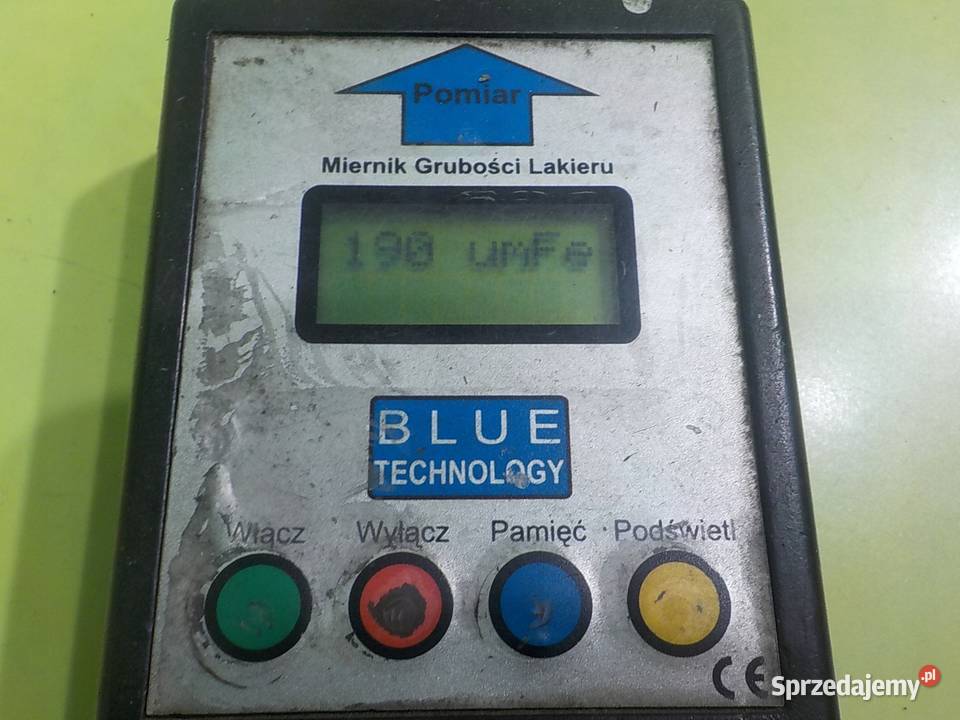 Pomiar
Miernik Grubości Lakieru
190 umFe
BLUE
TECHNOLOGY
Włącz Wyłącz Pamięć Podświetl
CE
Sprzedajemy.pl